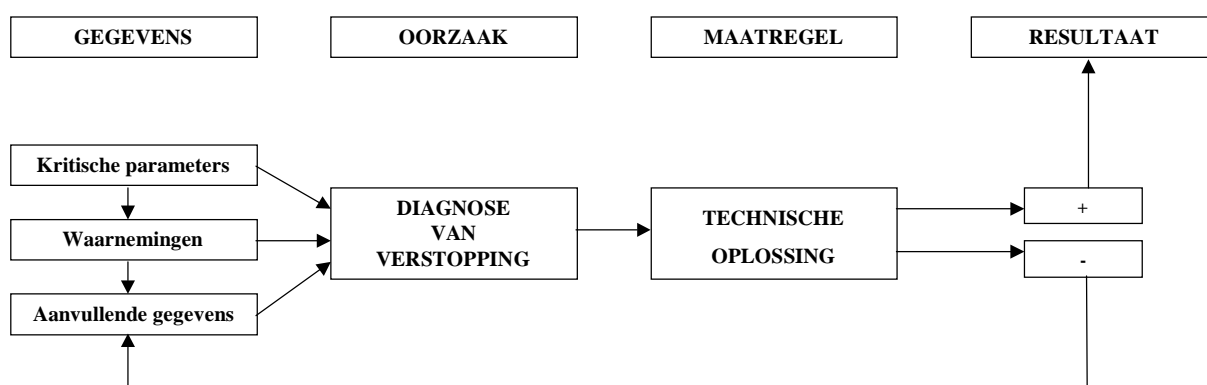 GEGEVENS
OORZAAK
MAATREGEL
RESULTAAT
Kritische parameters
Waarnemingen
Aanvullende gegevens
DIAGNOSE
VAN
VERSTOPPING
TECHNISCHE
OPLOSSING
+
-